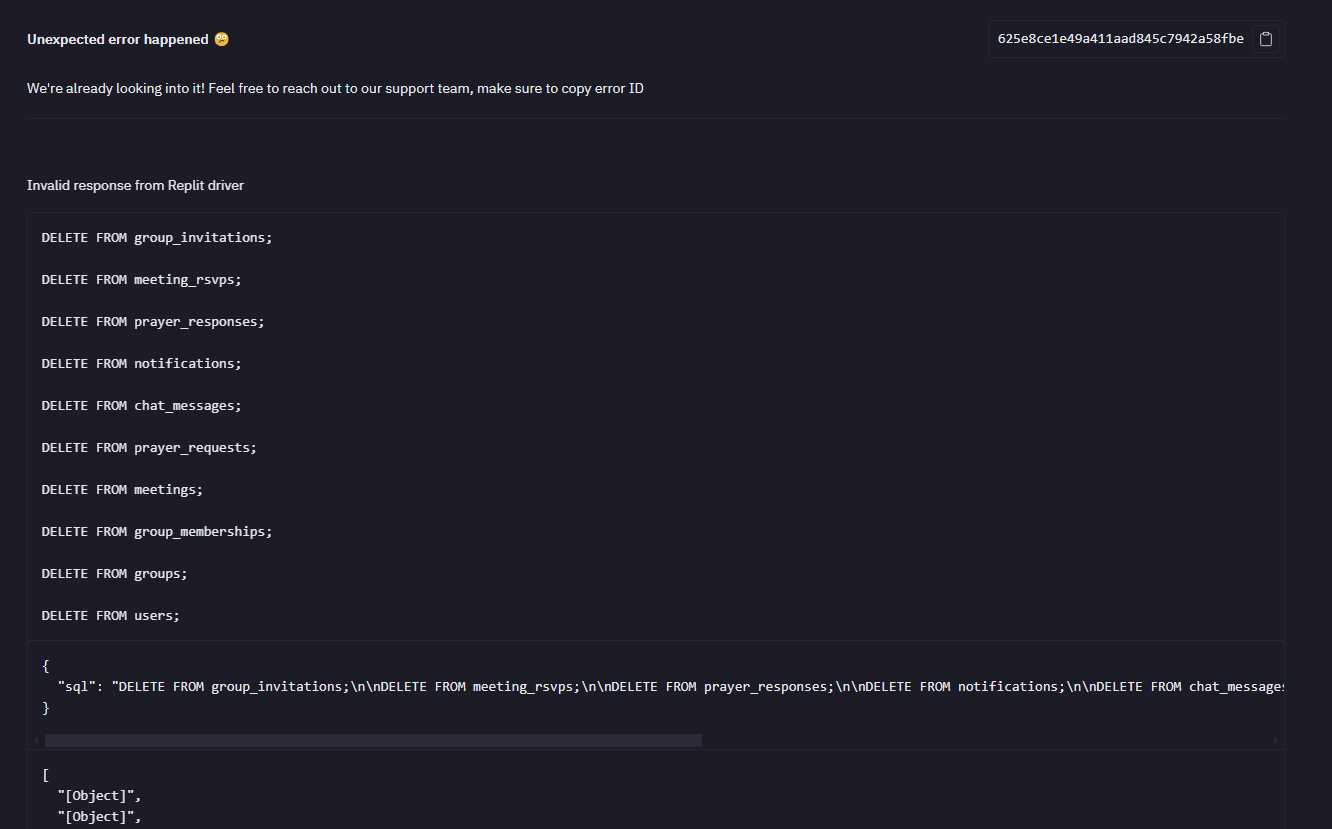 Unexpected error happened 🙄
625e8ce1e49a411aad845c7942a58fbe
We're already looking into it! Feel free to reach out to our support team, make sure to copy error ID
Invalid response from Replit driver
DELETE FROM group_invitations;
DELETE FROM meeting_rsvps;
DELETE FROM prayer_responses;
DELETE FROM notifications;
DELETE FROM chat_messages;
DELETE FROM prayer_requests;
DELETE FROM meetings;
DELETE FROM group_memberships;
DELETE FROM groups;
DELETE FROM users;
{
"sql": "DELETE FROM group_invitations;\n\nDELETE FROM meeting_rsvps;\n\nDELETE FROM prayer_responses;\n\nDELETE FROM notifications;\n\nDELETE FROM chat_messages
}
[
"[Object]",
"[Object]",